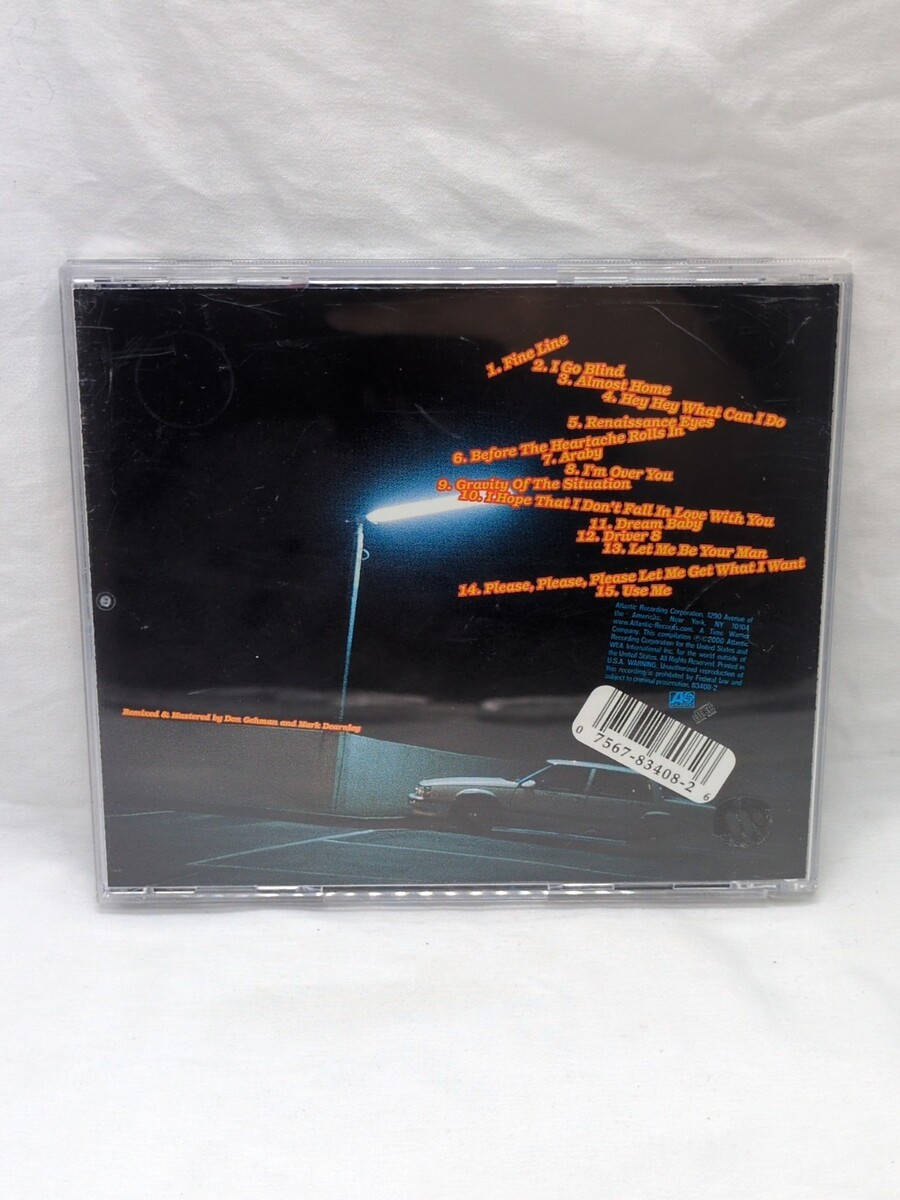 1. Fine Line
2. I Go Blind
3. Almost Home
4. Hey Hey What Can I Do
5. Renaissance Eyes
6. Before The Heartache Rolls In
7. Araby
8. I'm Over You
9. Gravity Of The Situation
10. I Hope That I Don't Fall In Love With You
11. Dream Baby
12. Driver 8
13. Let Me Be Your Man
14. Please, Please, Please Let Me Get What I Want
15. Use Me
Atlantic Recording Corporation, 1290 Avenue of
the Americas, New York, NY 10104
www.Atlantic-Records.com. A Time Warner
Company. This compilation ℗©2000 Atlantic
Recording Corporation for the United States and
WEA International Inc. for the world outside of
the United States. All Rights Reserved. Printed in
U.S.A. WARNING: Unauthorized reproduction of
this recording is prohibited by Federal law and
subject to criminal prosecution. 83408-2
Remixed & Mastered by Don Gehman and Mark Dearnley
0 7567-83408-2 6